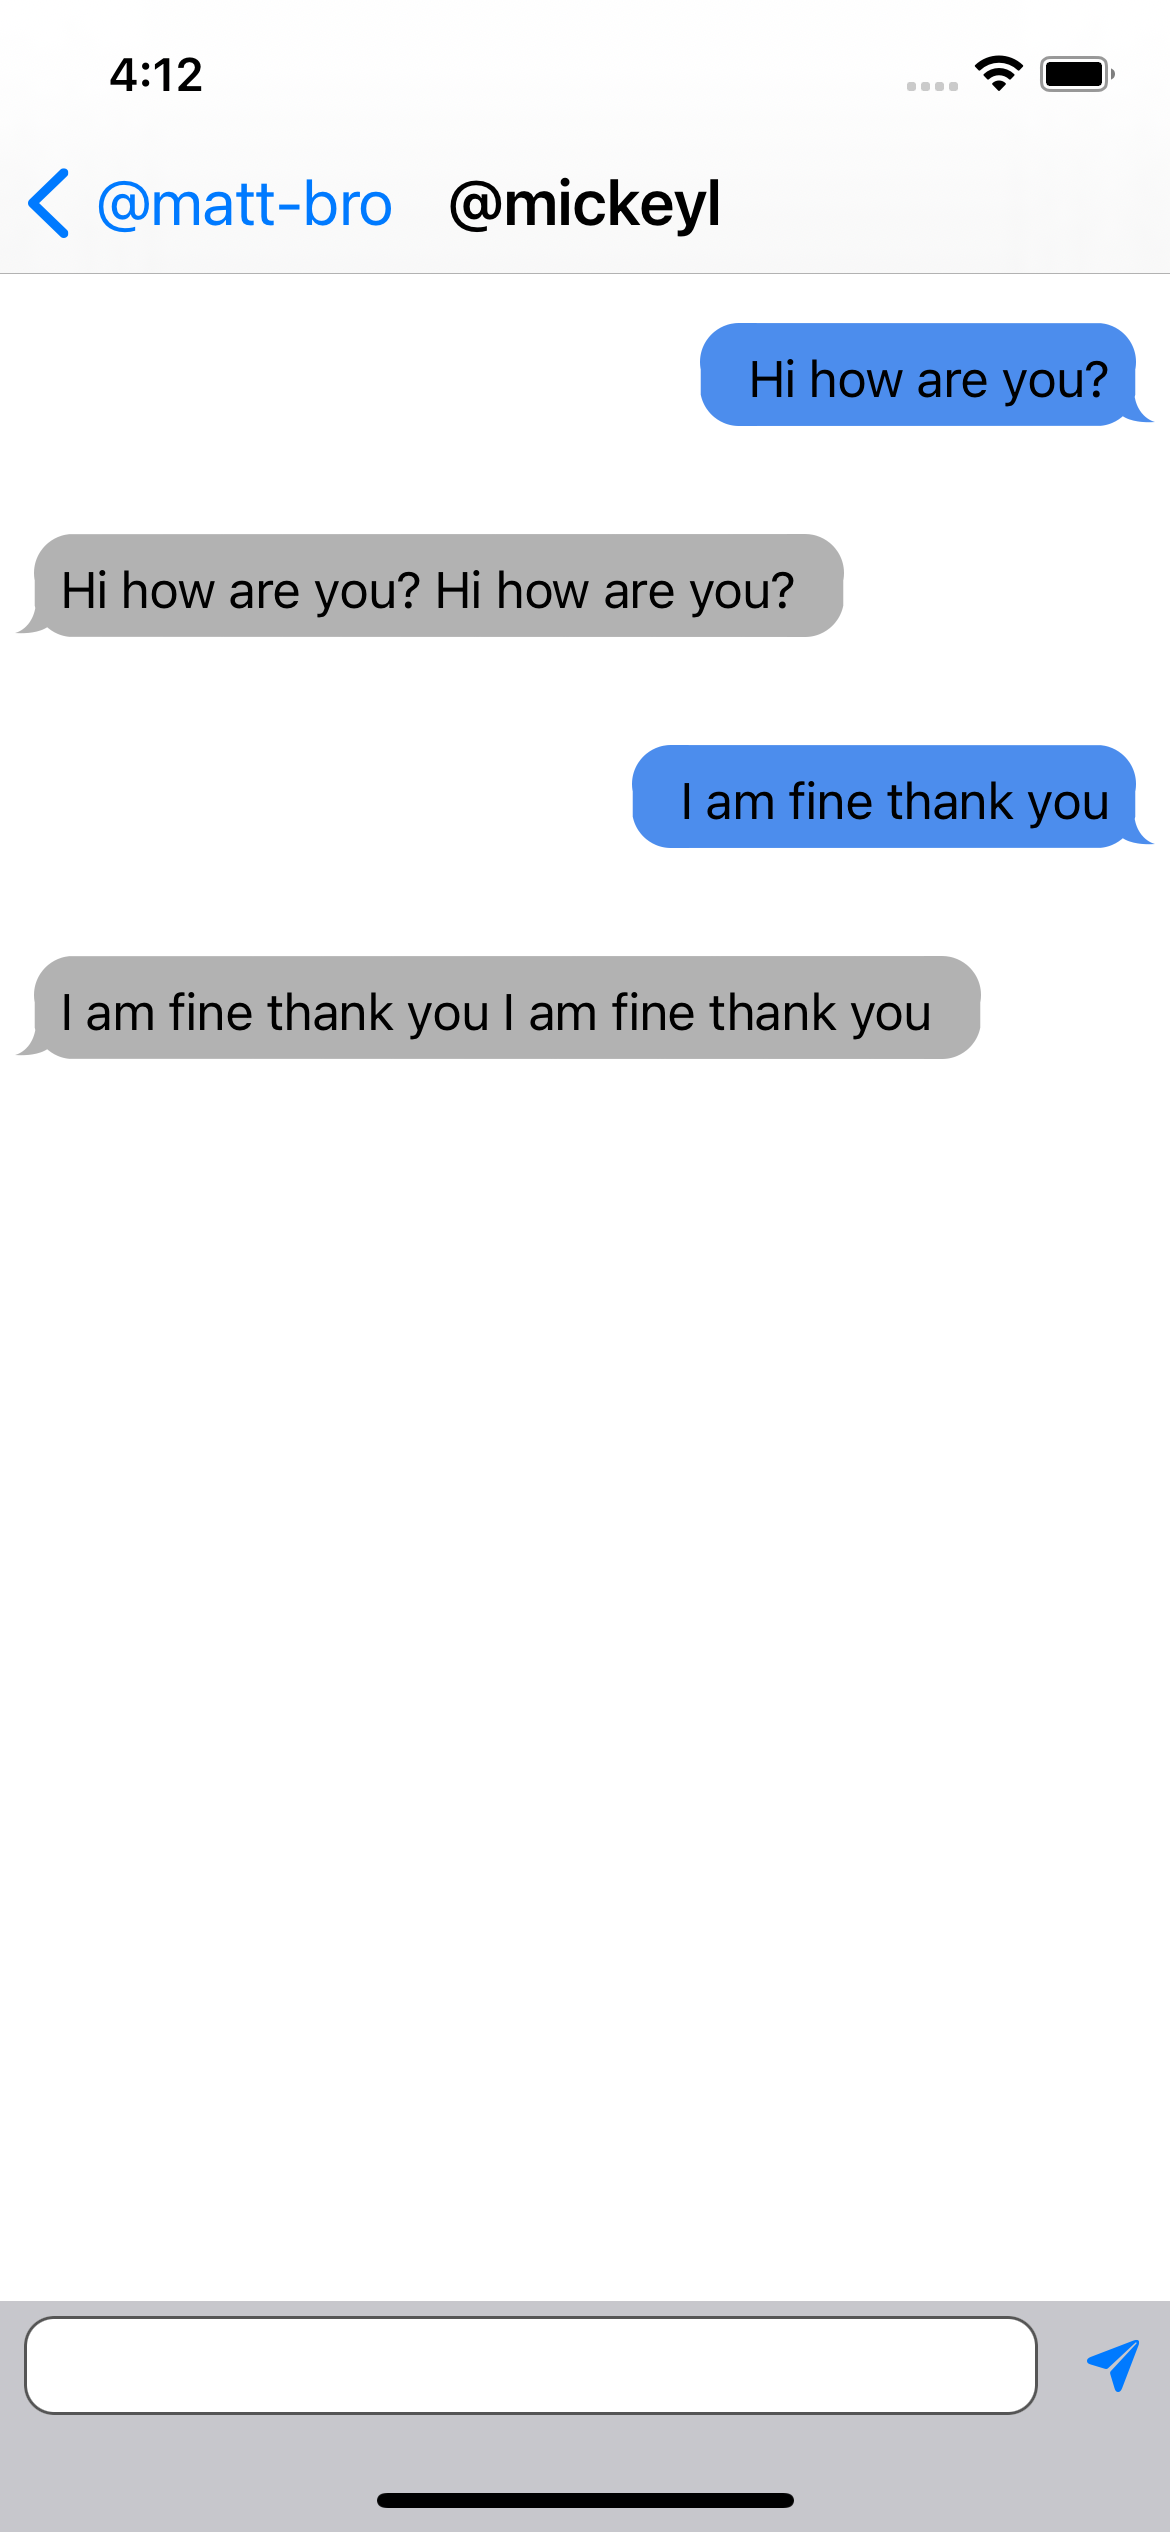 4:12
@matt-bro @mickeyl
Hi how are you?
Hi how are you? Hi how are you?
I am fine thank you
I am fine thank you I am fine thank you